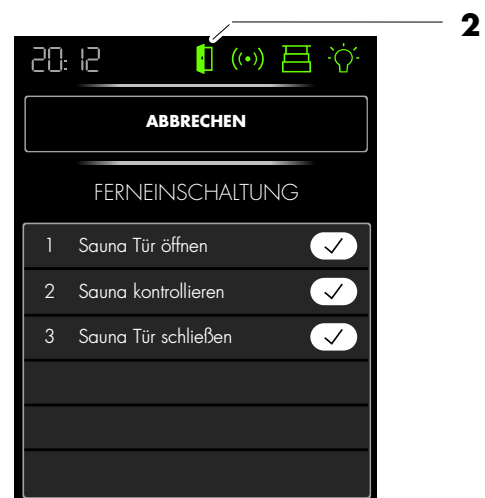 2
20:12
ABBRECHEN
FERNEINSCHALTUNG
1 Sauna Tür öffnen
2 Sauna kontrollieren
3 Sauna Tür schließen